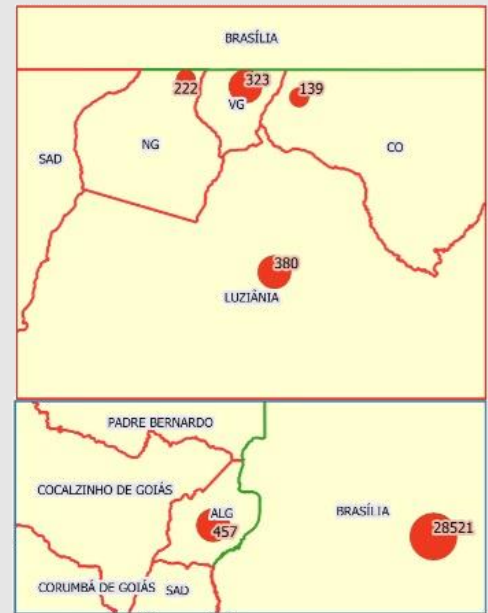 BRASÍLIA
222
323
139
VG
SAD
NG
CO
380
LUZIÂNIA
PADRE BERNARDO
COCALZINHO DE GOIÁS
ALG
457
BRASÍLIA
28521
CORUMBÁ DE GOIÁS
SAD